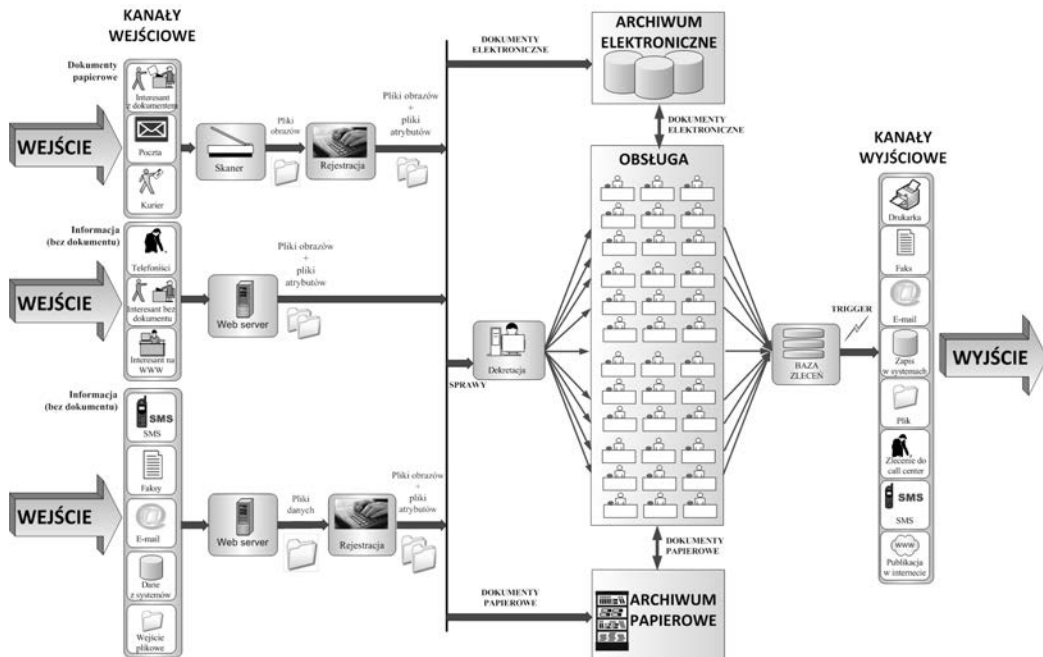 KANAŁY
WEJŚCIOWE
Dokumenty
papierowe
WEJŚCIE
Interesant
z dokumentem
Poczta
Kurier
Skaner
Pliki
obrazów
Rejestracja
Pliki obrazów
+
pliki
atrybutów
Informacja
(bez dokumentu)
WEJŚCIE
Telefoniści
Interesant bez
dokumentu
Interesant na
WWW
Web server
Pliki obrazów
+
pliki
atrybutów
Informacja
(bez dokumentu)
WEJŚCIE
SMS
SMS
Faksy
E-mail
Dane
z systemów
Wejście
plikowe
Web server
Pliki
danych
Rejestracja
Pliki obrazów
+
pliki
atrybutów
DOKUMENTY
ELEKTRONICZNE
ARCHIWUM
ELEKTRONICZNE
DOKUMENTY
ELEKTRONICZNE
OBSŁUGA
SPRAWY
Dekretacja
DOKUMENTY
PAPIEROWE
DOKUMENTY
PAPIEROWE
ARCHIWUM
PAPIEROWE
BAZA
ZLECEŃ
TRIGGER
KANAŁY
WYJŚCIOWE
Drukarka
Faks
E-mail
Zapis
w systemach
Plik
Zlecenie do
call center
SMS
SMS
WWW
Publikacja
w internecie
WYJŚCIE